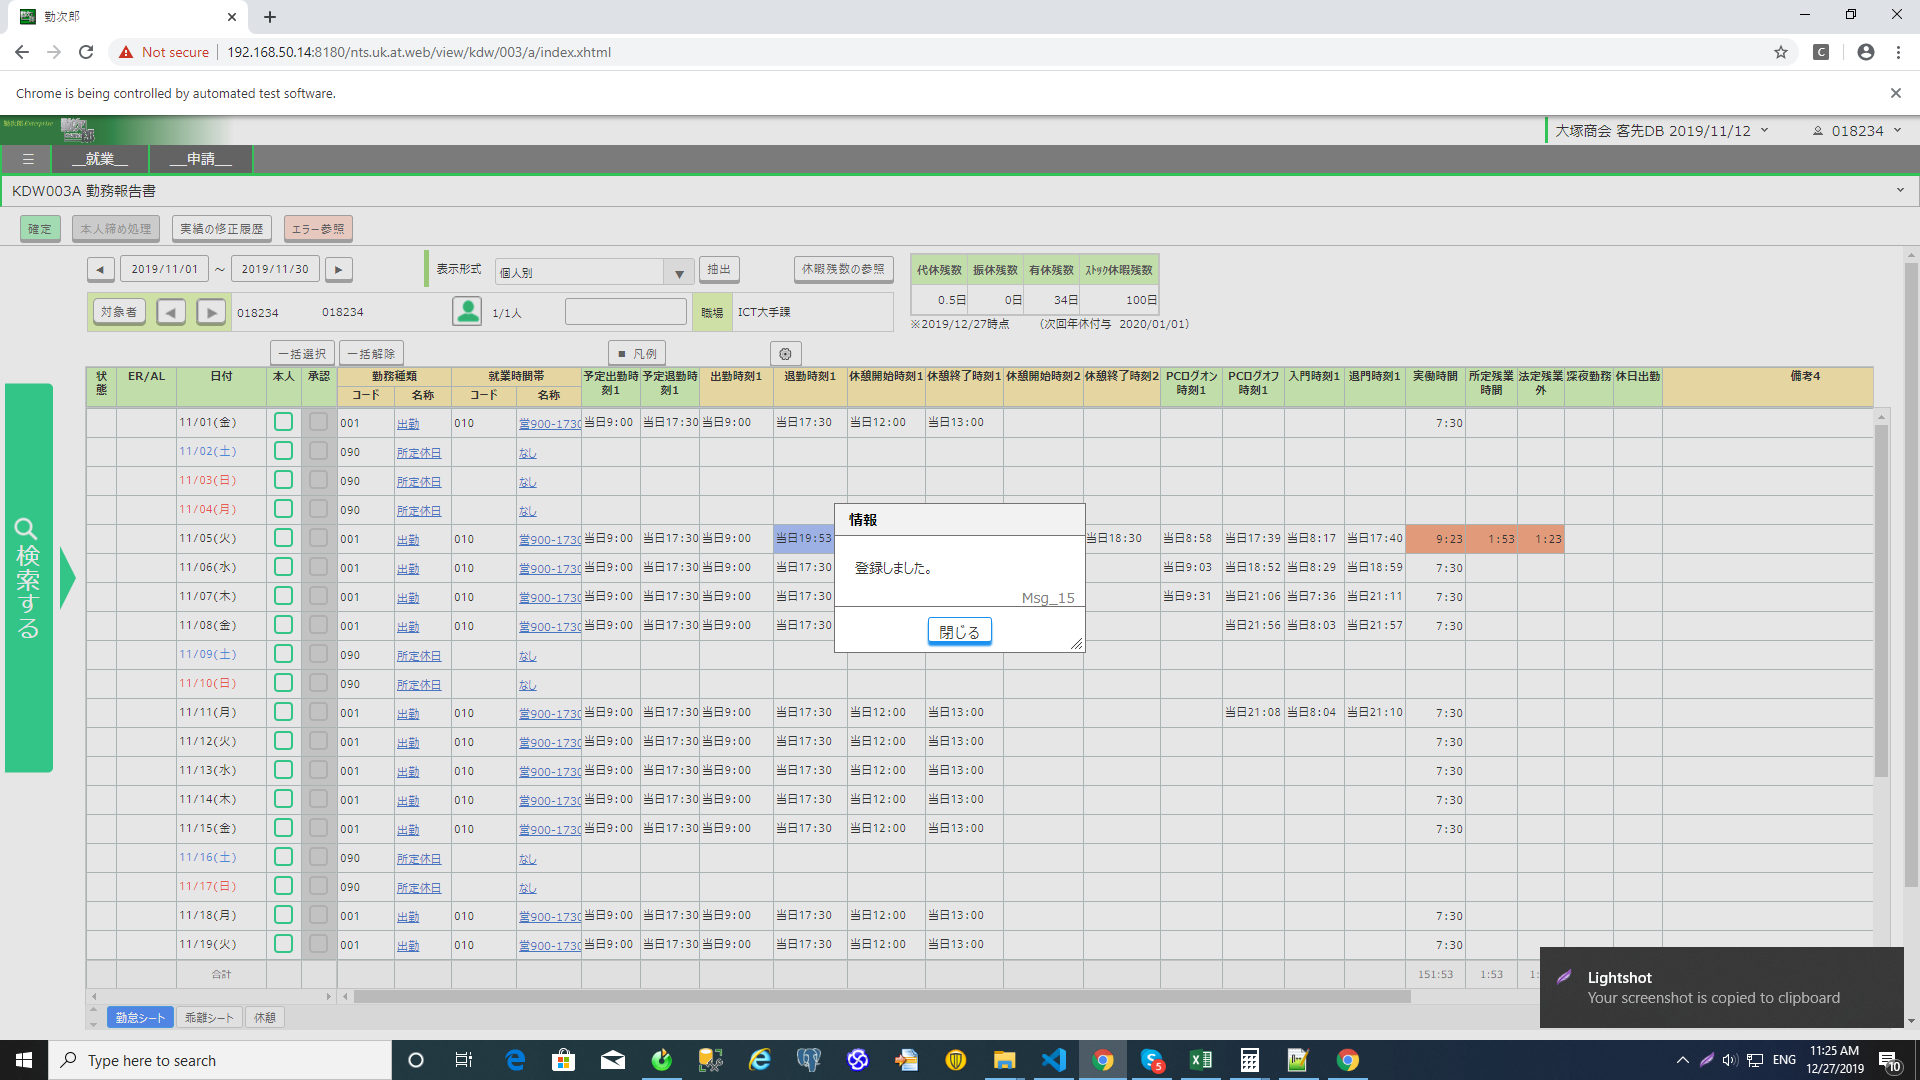 勤次郎
Not secure | 192.168.50.14:8180/nts.uk.at.web/view/kdw/003/a/index.xhtml
Chrome is being controlled by automated test software.
大塚商会 客先DB 2019/11/12 018234
☰ __就業__ __申請__
KDW003A 勤務報告書
確定 本人締め処理 実績の修正履歴 エラー参照
◀ 2019/11/01 ～ 2019/11/30 ▶ 表示形式 個人別 ▼ 抽出 休暇残数の参照
代休残数 振休残数 有休残数 ｽﾄｯｸ休暇残数
0.5日 0日 34日 100日
※2019/12/27時点 （次回年休付与 2020/01/01）
対象者 ◀ ▶ 018234 018234 1/1人 職場 ICT大手課
一括選択 一括解除 ■ 凡例
状態 ER/AL 日付 本人 承認 勤務種類 就業時間帯 予定出勤時刻1 予定退勤時刻1 出勤時刻1 退勤時刻1 休憩開始時刻1 休憩終了時刻1 休憩開始時刻2 休憩終了時刻2 PCログオン時刻1 PCログオフ時刻1 入門時刻1 退門時刻1 実働時間 所定残業時間 法定残業外 深夜勤務 休日出勤 備考4
コード 名称 コード 名称
11/01(金) 001 出勤 010 営900-1730 当日9:00 当日17:30 当日9:00 当日17:30 当日12:00 当日13:00 7:30
11/02(土) 090 所定休日 なし
11/03(日) 090 所定休日 なし
11/04(月) 090 所定休日 なし
11/05(火) 001 出勤 010 営900-1730 当日9:00 当日17:30 当日9:00 当日19:53 当日18:30 当日8:58 当日17:39 当日8:17 当日17:40 9:23 1:53 1:23
11/06(水) 001 出勤 010 営900-1730 当日9:00 当日17:30 当日9:00 当日17:30 当日9:03 当日18:52 当日8:29 当日18:59 7:30
11/07(木) 001 出勤 010 営900-1730 当日9:00 当日17:30 当日9:00 当日17:30 当日9:31 当日21:06 当日7:36 当日21:11 7:30
11/08(金) 001 出勤 010 営900-1730 当日9:00 当日17:30 当日9:00 当日17:30 当日21:56 当日8:03 当日21:57 7:30
11/09(土) 090 所定休日 なし
11/10(日) 090 所定休日 なし
11/11(月) 001 出勤 010 営900-1730 当日9:00 当日17:30 当日9:00 当日17:30 当日12:00 当日13:00 当日21:08 当日8:04 当日21:10 7:30
11/12(火) 001 出勤 010 営900-1730 当日9:00 当日17:30 当日9:00 当日17:30 当日12:00 当日13:00 7:30
11/13(水) 001 出勤 010 営900-1730 当日9:00 当日17:30 当日9:00 当日17:30 当日12:00 当日13:00 7:30
11/14(木) 001 出勤 010 営900-1730 当日9:00 当日17:30 当日9:00 当日17:30 当日12:00 当日13:00 7:30
11/15(金) 001 出勤 010 営900-1730 当日9:00 当日17:30 当日9:00 当日17:30 当日12:00 当日13:00 7:30
11/16(土) 090 所定休日 なし
11/17(日) 090 所定休日 なし
11/18(月) 001 出勤 010 営900-1730 当日9:00 当日17:30 当日9:00 当日17:30 当日12:00 当日13:00 7:30
11/19(火) 001 出勤 010 営900-1730 当日9:00 当日17:30 当日9:00 当日17:30 当日12:00 当日13:00 7:30
合計 151:53 1:53 1:
勤怠シート 乖離シート 休憩
検索する
情報
登録しました。
Msg_15
閉じる
Lightshot
Your screenshot is copied to clipboard
Type here to search
5
ENG 11:25 AM
12/27/2019
10